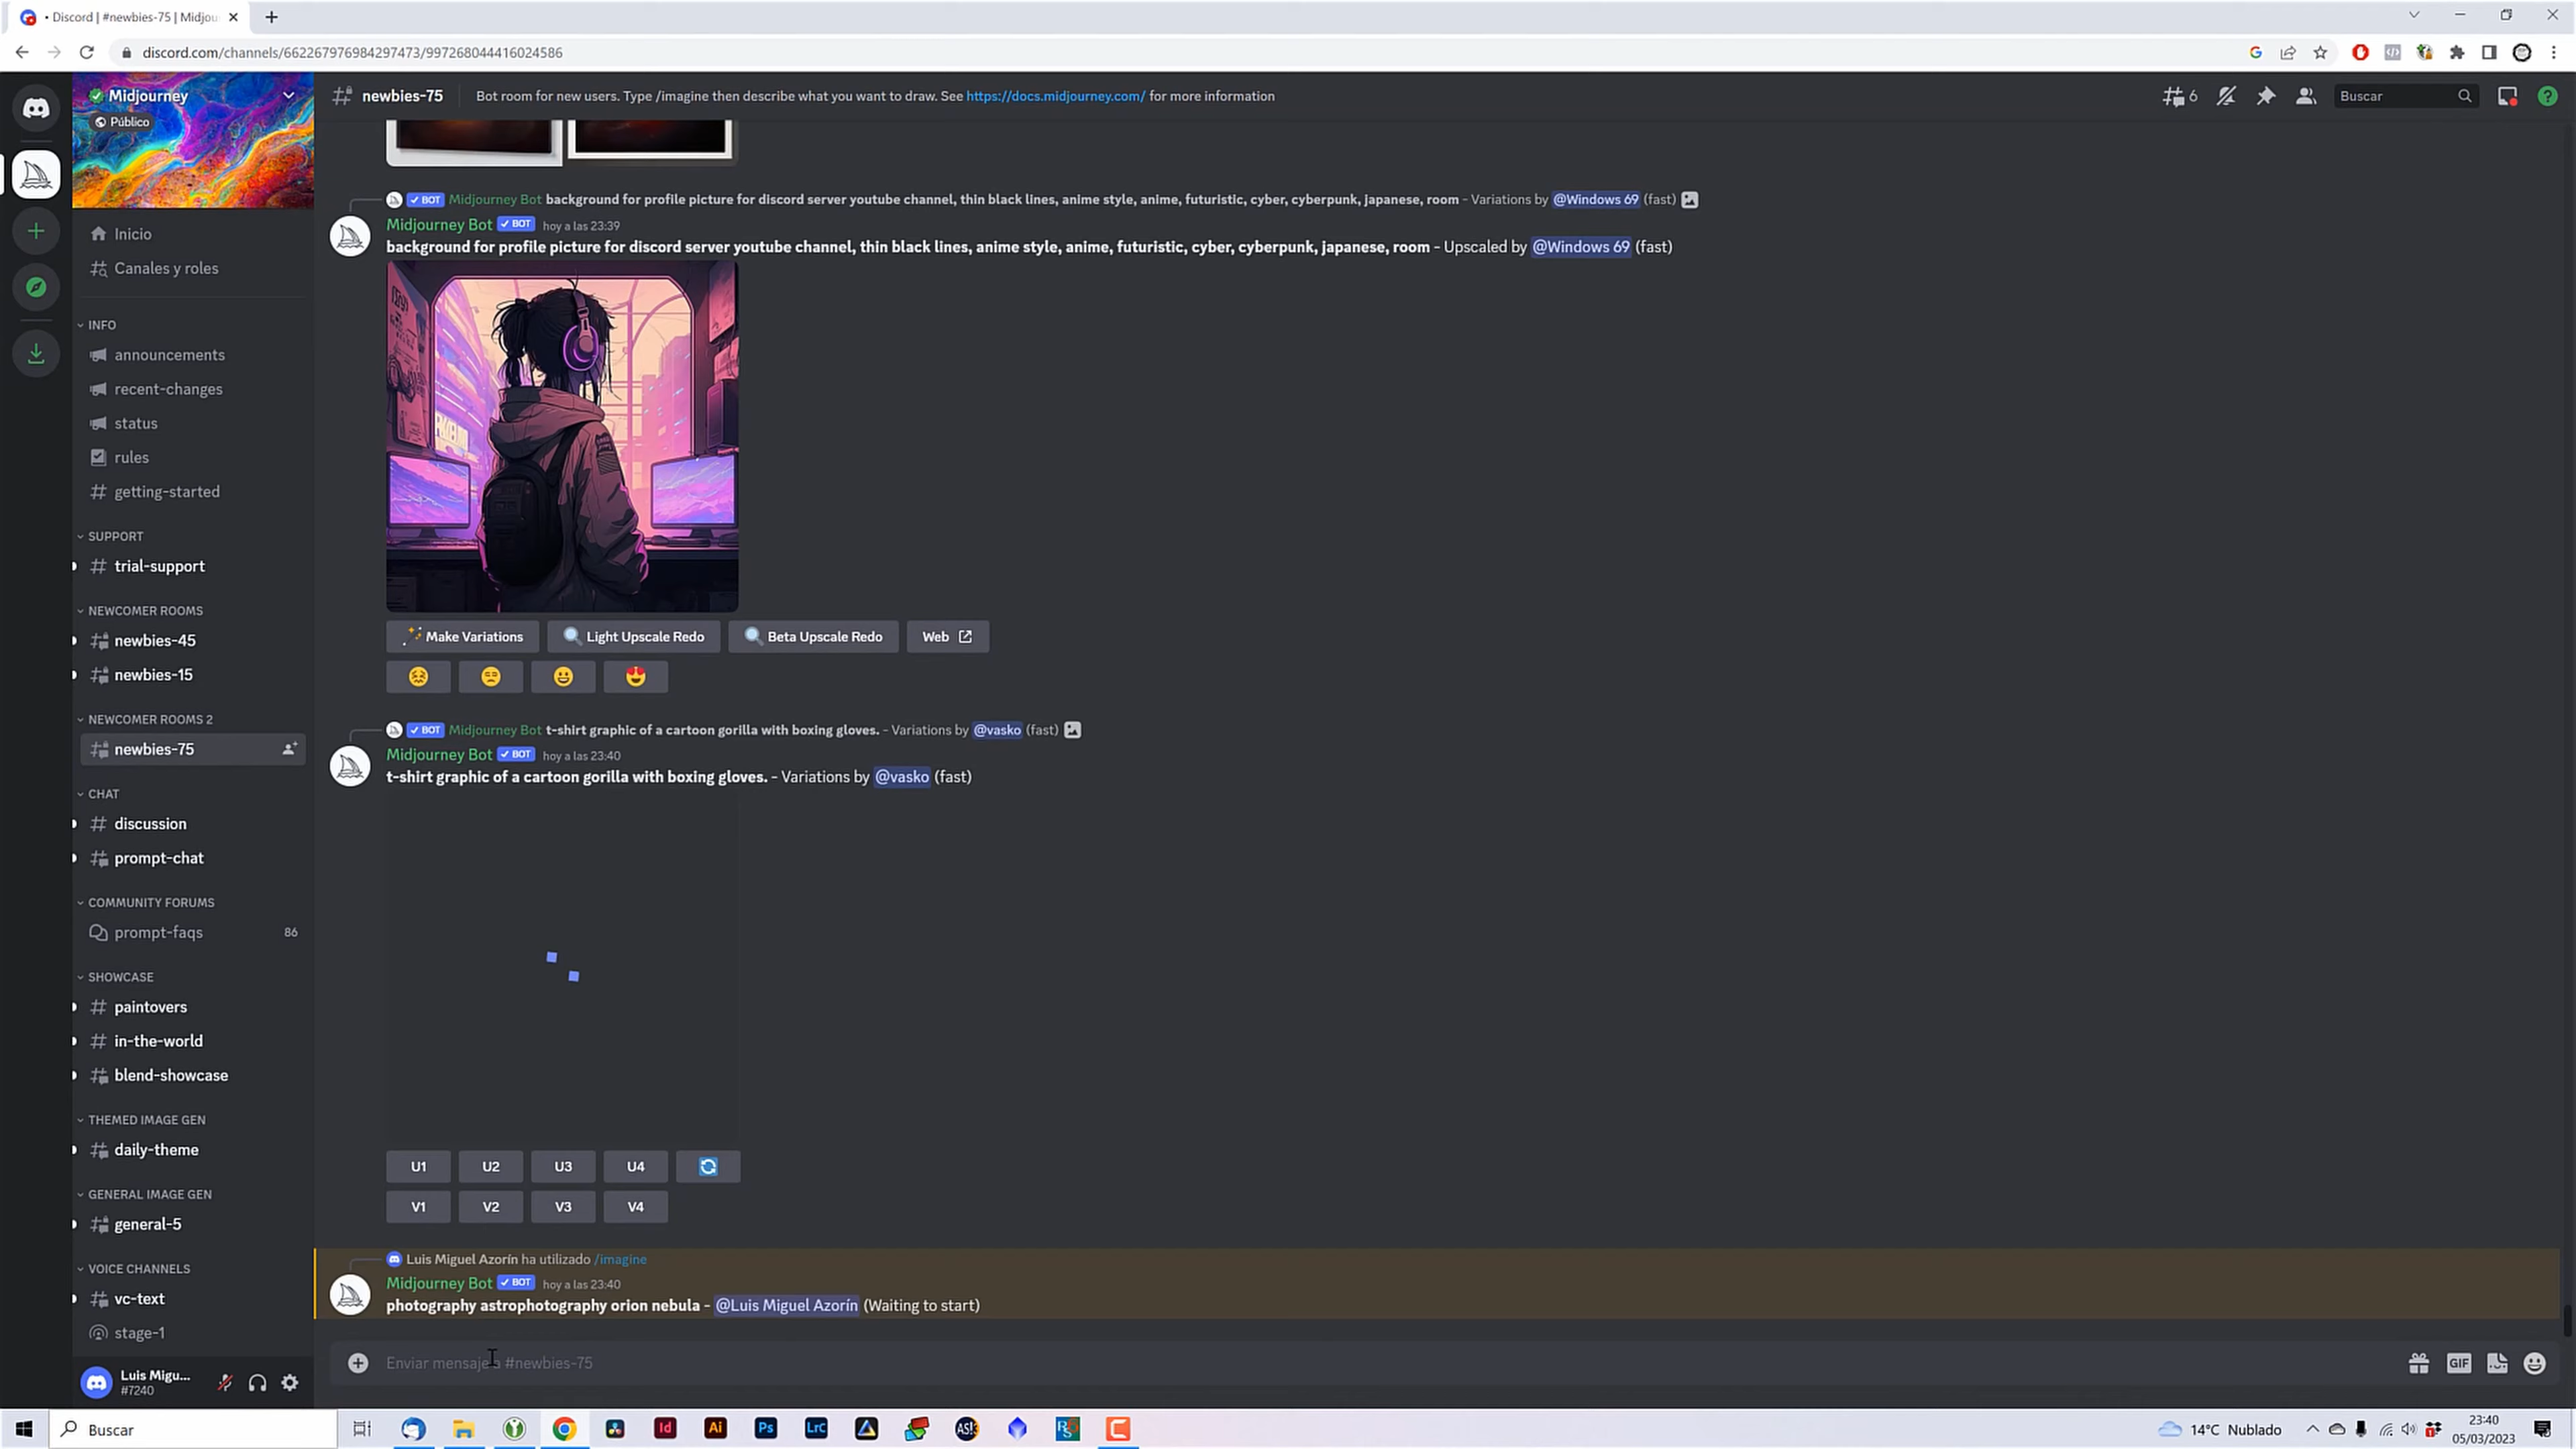 Discord | #newbies-75 | Midjou
discord.com/channels/662267976984297473/997268044416024586
Midjourney
Público
newbies-75
Bot room for new users. Type /imagine then describe what you want to draw. See https://docs.midjourney.com/ for more information
6
Buscar
Inicio
Canales y roles
INFO
announcements
recent-changes
status
rules
getting-started
SUPPORT
trial-support
NEWCOMER ROOMS
newbies-45
newbies-15
NEWCOMER ROOMS 2
newbies-75
CHAT
discussion
prompt-chat
COMMUNITY FORUMS
prompt-faqs 86
SHOWCASE
paintovers
in-the-world
blend-showcase
THEMED IMAGE GEN
daily-theme
GENERAL IMAGE GEN
general-5
VOICE CHANNELS
vc-text
stage-1
Luis Migu...
#7240
BOT Midjourney Bot background for profile picture for discord server youtube channel, thin black lines, anime style, anime, futuristic, cyber, cyberpunk, japanese, room - Variations by @Windows 69 (fast)
Midjourney Bot BOT hoy a las 23:39
background for profile picture for discord server youtube channel, thin black lines, anime style, anime, futuristic, cyber, cyberpunk, japanese, room - Upscaled by @Windows 69 (fast)
Make Variations Light Upscale Redo Beta Upscale Redo Web
BOT Midjourney Bot t-shirt graphic of a cartoon gorilla with boxing gloves. - Variations by @vasko (fast)
Midjourney Bot BOT hoy a las 23:40
t-shirt graphic of a cartoon gorilla with boxing gloves. - Variations by @vasko (fast)
U1 U2 U3 U4
V1 V2 V3 V4
Luis Miguel Azorín ha utilizado /imagine
Midjourney Bot BOT hoy a las 23:40
photography astrophotography orion nebula - @Luis Miguel Azorín (Waiting to start)
Enviar mensaje a #newbies-75
GIF
Buscar
Id
Ai
Ps
LrC
14°C Nublado
23:40
05/03/2023